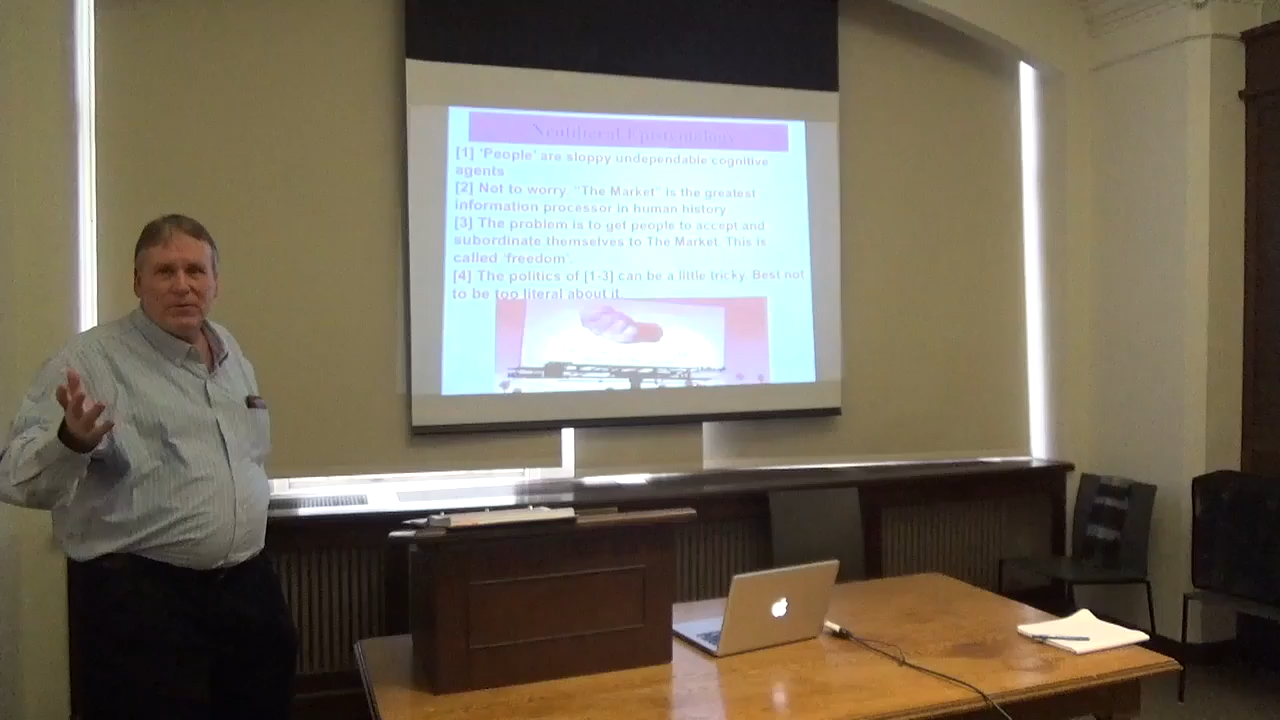 Neoliberal Epistemology
[1] ‘People’ are sloppy undependable cognitive
agents
[2] Not to worry. “The Market” is the greatest
information processor in human history
[3] The problem is to get people to accept and
subordinate themselves to The Market. This is
called ‘freedom’.
[4] The politics of [1-3] can be a little tricky. Best not
to be too literal about it.